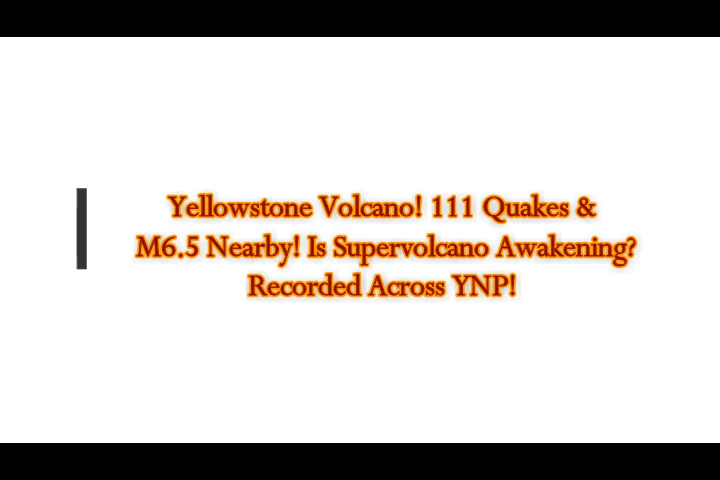 Yellowstone Volcano! 111 Quakes &
M6.5 Nearby! Is Supervolcano Awakening?
Recorded Across YNP!